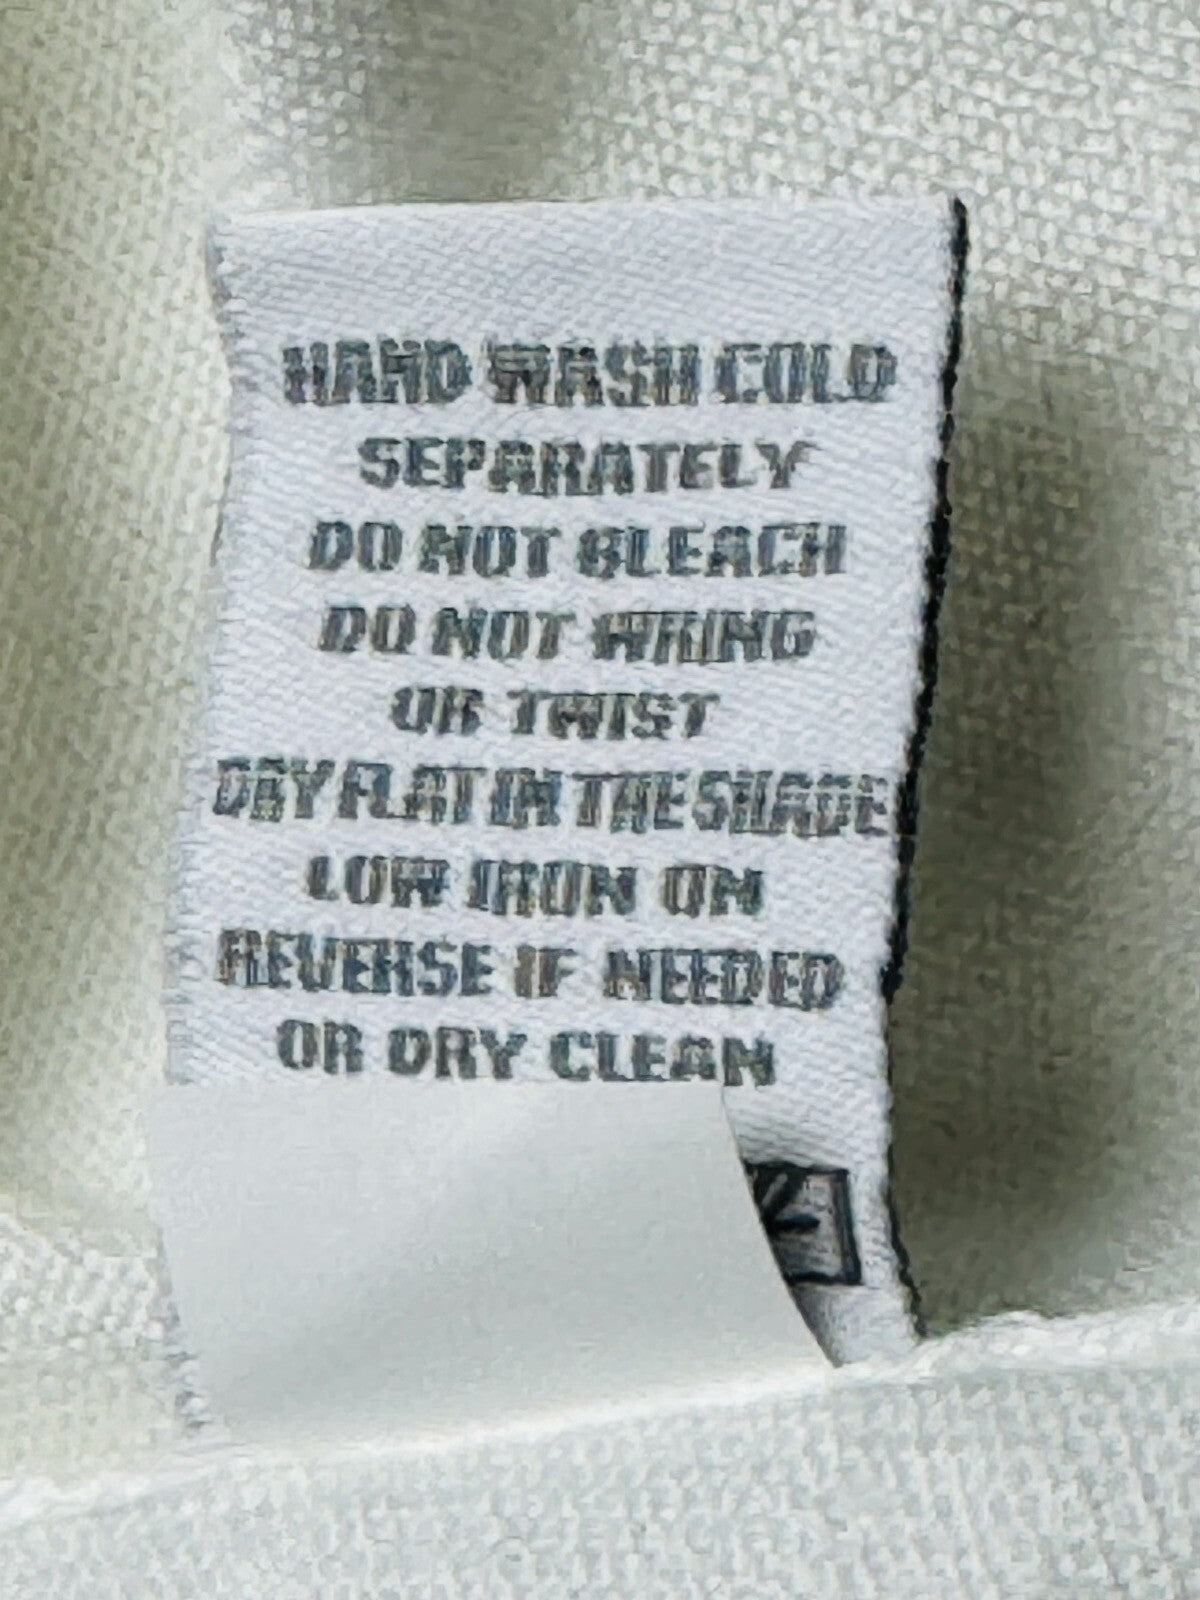 HAND WASH COLD
SEPARATELY
DO NOT BLEACH
DO NOT WRING
OR TWIST
DRY FLAT IN THE SHADE
LOW IRON ON
REVERSE IF NEEDED
OR DRY CLEAN